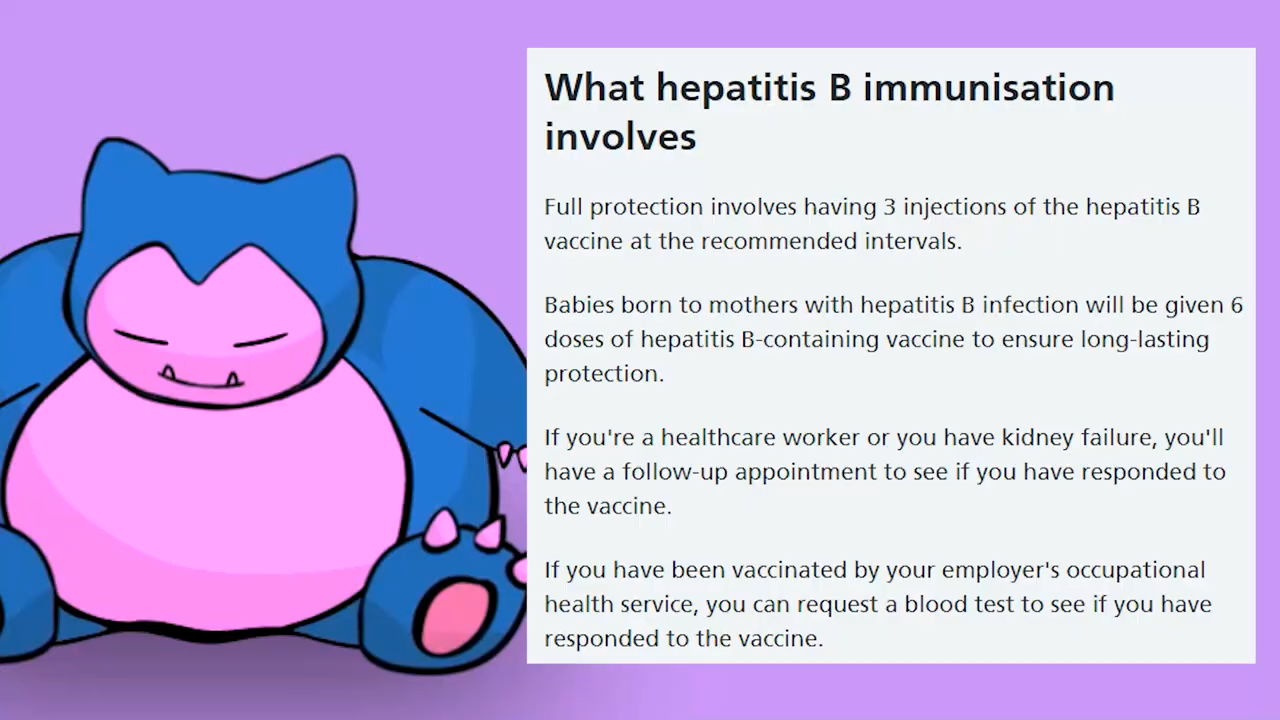 What hepatitis B immunisation
involves
Full protection involves having 3 injections of the hepatitis B
vaccine at the recommended intervals.
Babies born to mothers with hepatitis B infection will be given 6
doses of hepatitis B-containing vaccine to ensure long-lasting
protection.
If you're a healthcare worker or you have kidney failure, you'll
have a follow-up appointment to see if you have responded to
the vaccine.
If you have been vaccinated by your employer's occupational
health service, you can request a blood test to see if you have
responded to the vaccine.